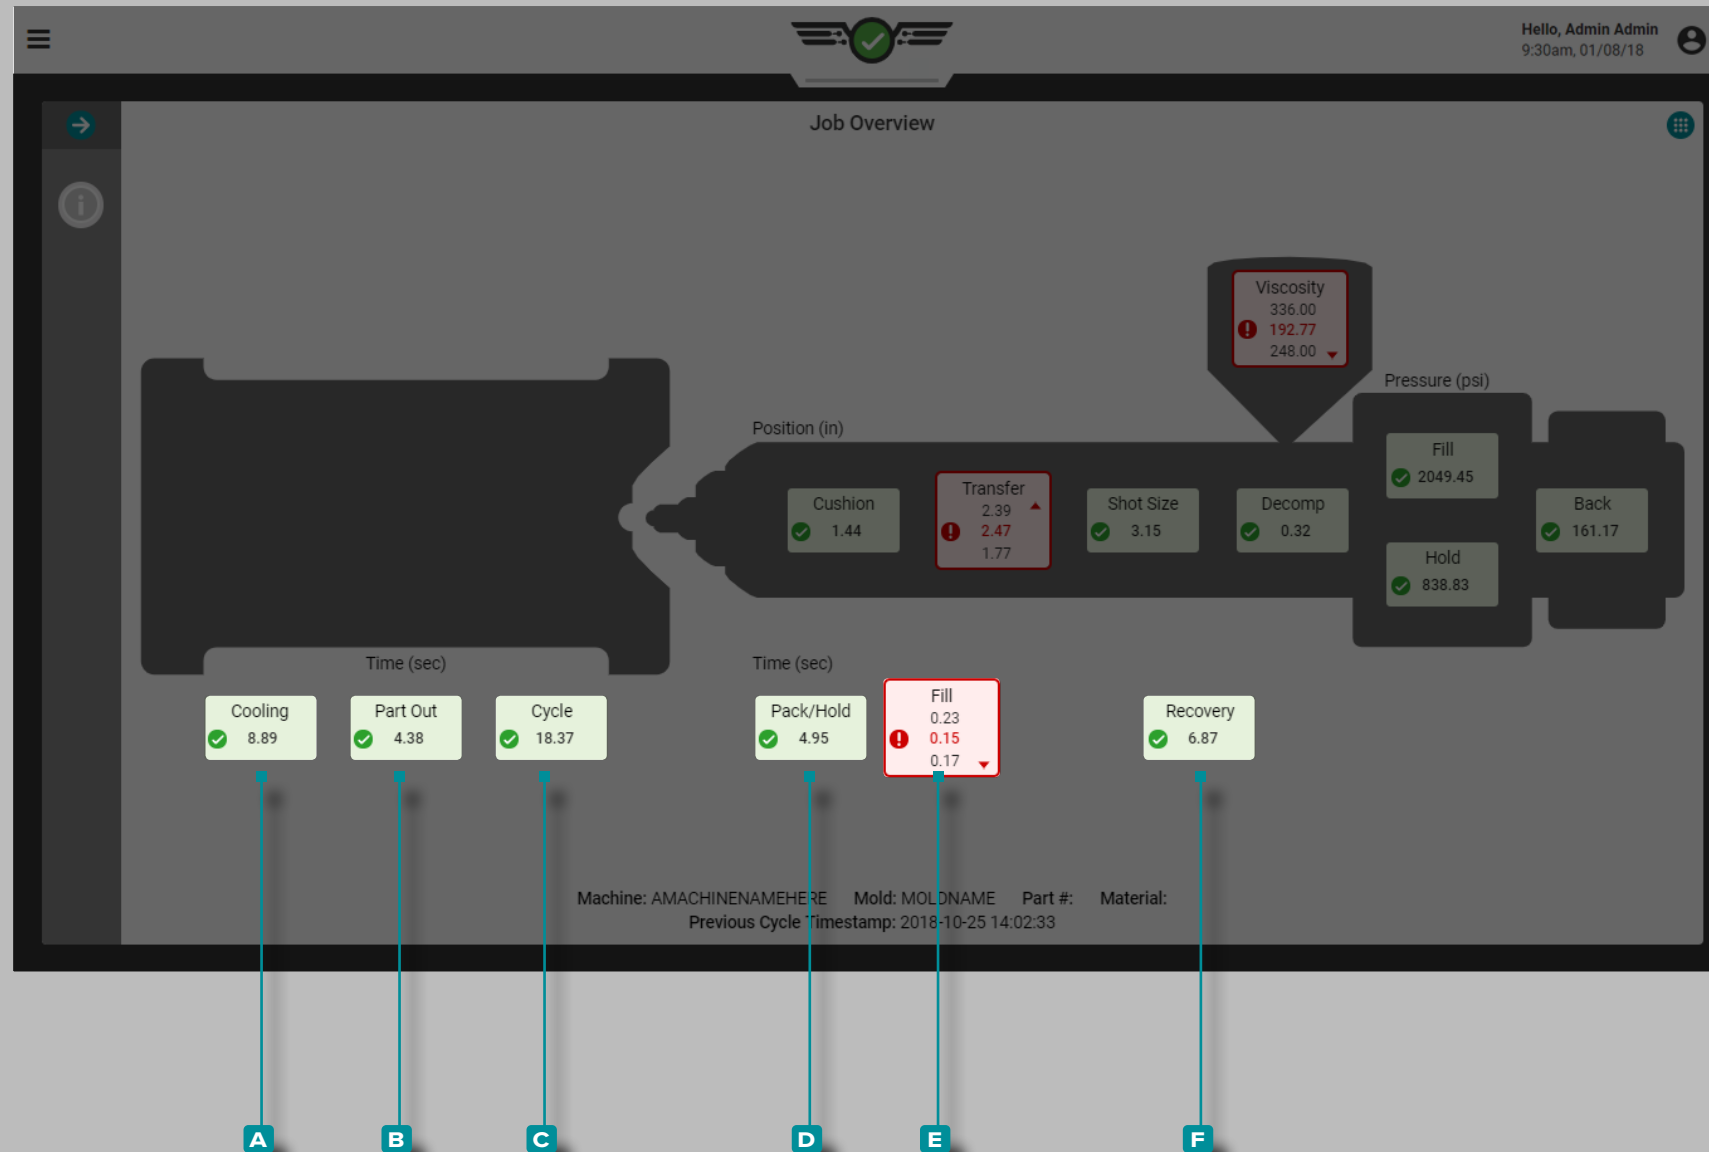 Hello, Admin Admin
9:30am, 01/08/18
Job Overview
Viscosity
336.00
192.77
248.00
Pressure (psi)
Position (in)
Fill
2049.45
Cushion
1.44
Transfer
2.39
2.47
1.77
Shot Size
3.15
Decomp
0.32
Back
161.17
Hold
838.83
Time (sec)
Time (sec)
Cooling
8.89
Part Out
4.38
Cycle
18.37
Pack/Hold
4.95
Fill
0.23
0.15
0.17
Recovery
6.87
Machine: AMACHINENAMEHERE Mold: MOLDNAME Part #: Material:
Previous Cycle Timestamp: 2018-10-25 14:02:33
A B C D E F